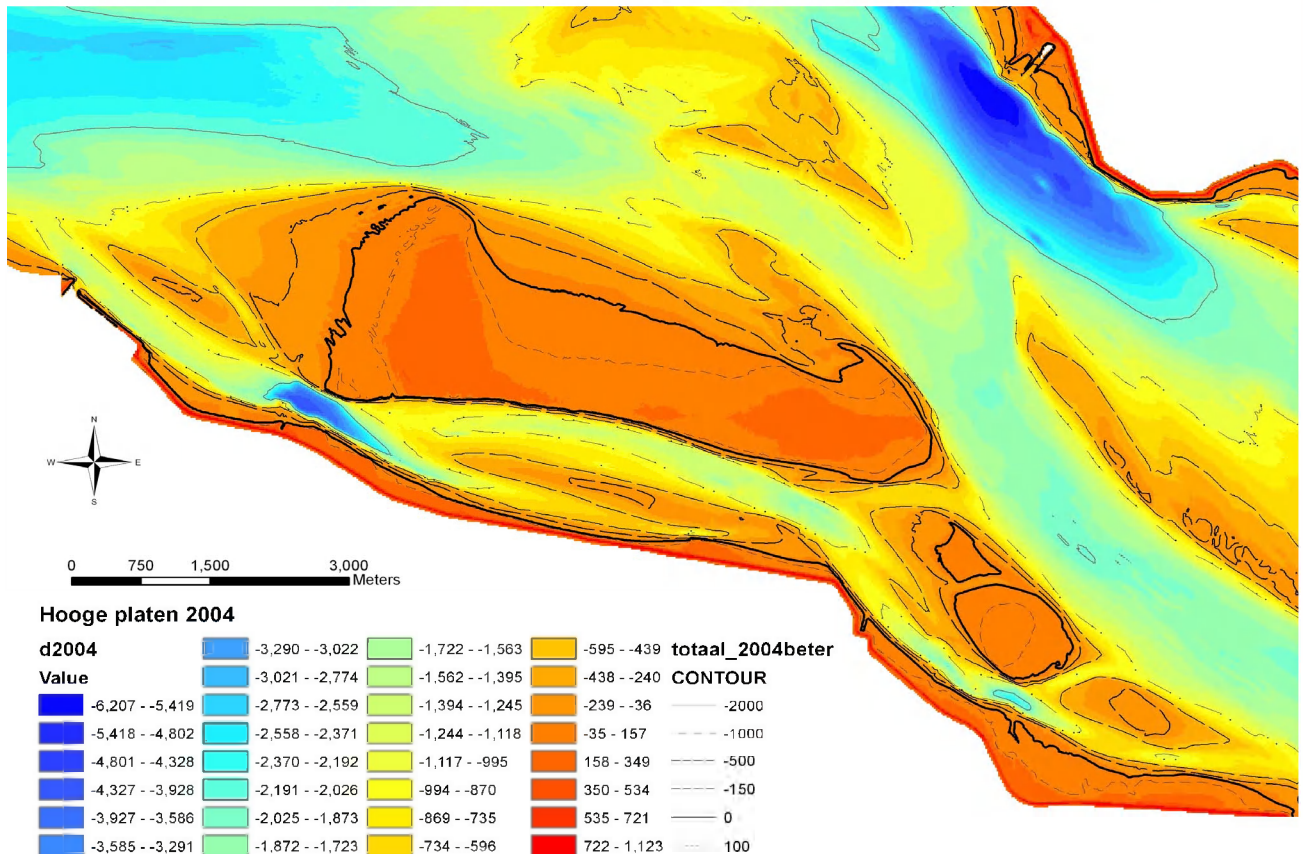 N
W E
S
0 750 1,500 3,000
Meters
Hooge platen 2004
d2004
Value
-6,207 - -5,419
-5,418 - -4,802
-4,801 - -4,328
-4,327 - -3,928
-3,927 - -3,586
-3,585 - -3,291
-3,290 - -3,022
-3,021 - -2,774
-2,773 - -2,559
-2,558 - -2,371
-2,370 - -2,192
-2,191 - -2,026
-2,025 - -1,873
-1,872 - -1,723
-1,722 - -1,563
-1,562 - -1,395
-1,394 - -1,245
-1,244 - -1,118
-1,117 - -995
-994 - -870
-869 - -735
-734 - -596
-595 - -439
-438 - -240
-239 - -36
-35 - 157
158 - 349
350 - 534
535 - 721
722 - 1,123
totaal_2004beter
CONTOUR
-2000
-1000
-500
-150
0
100